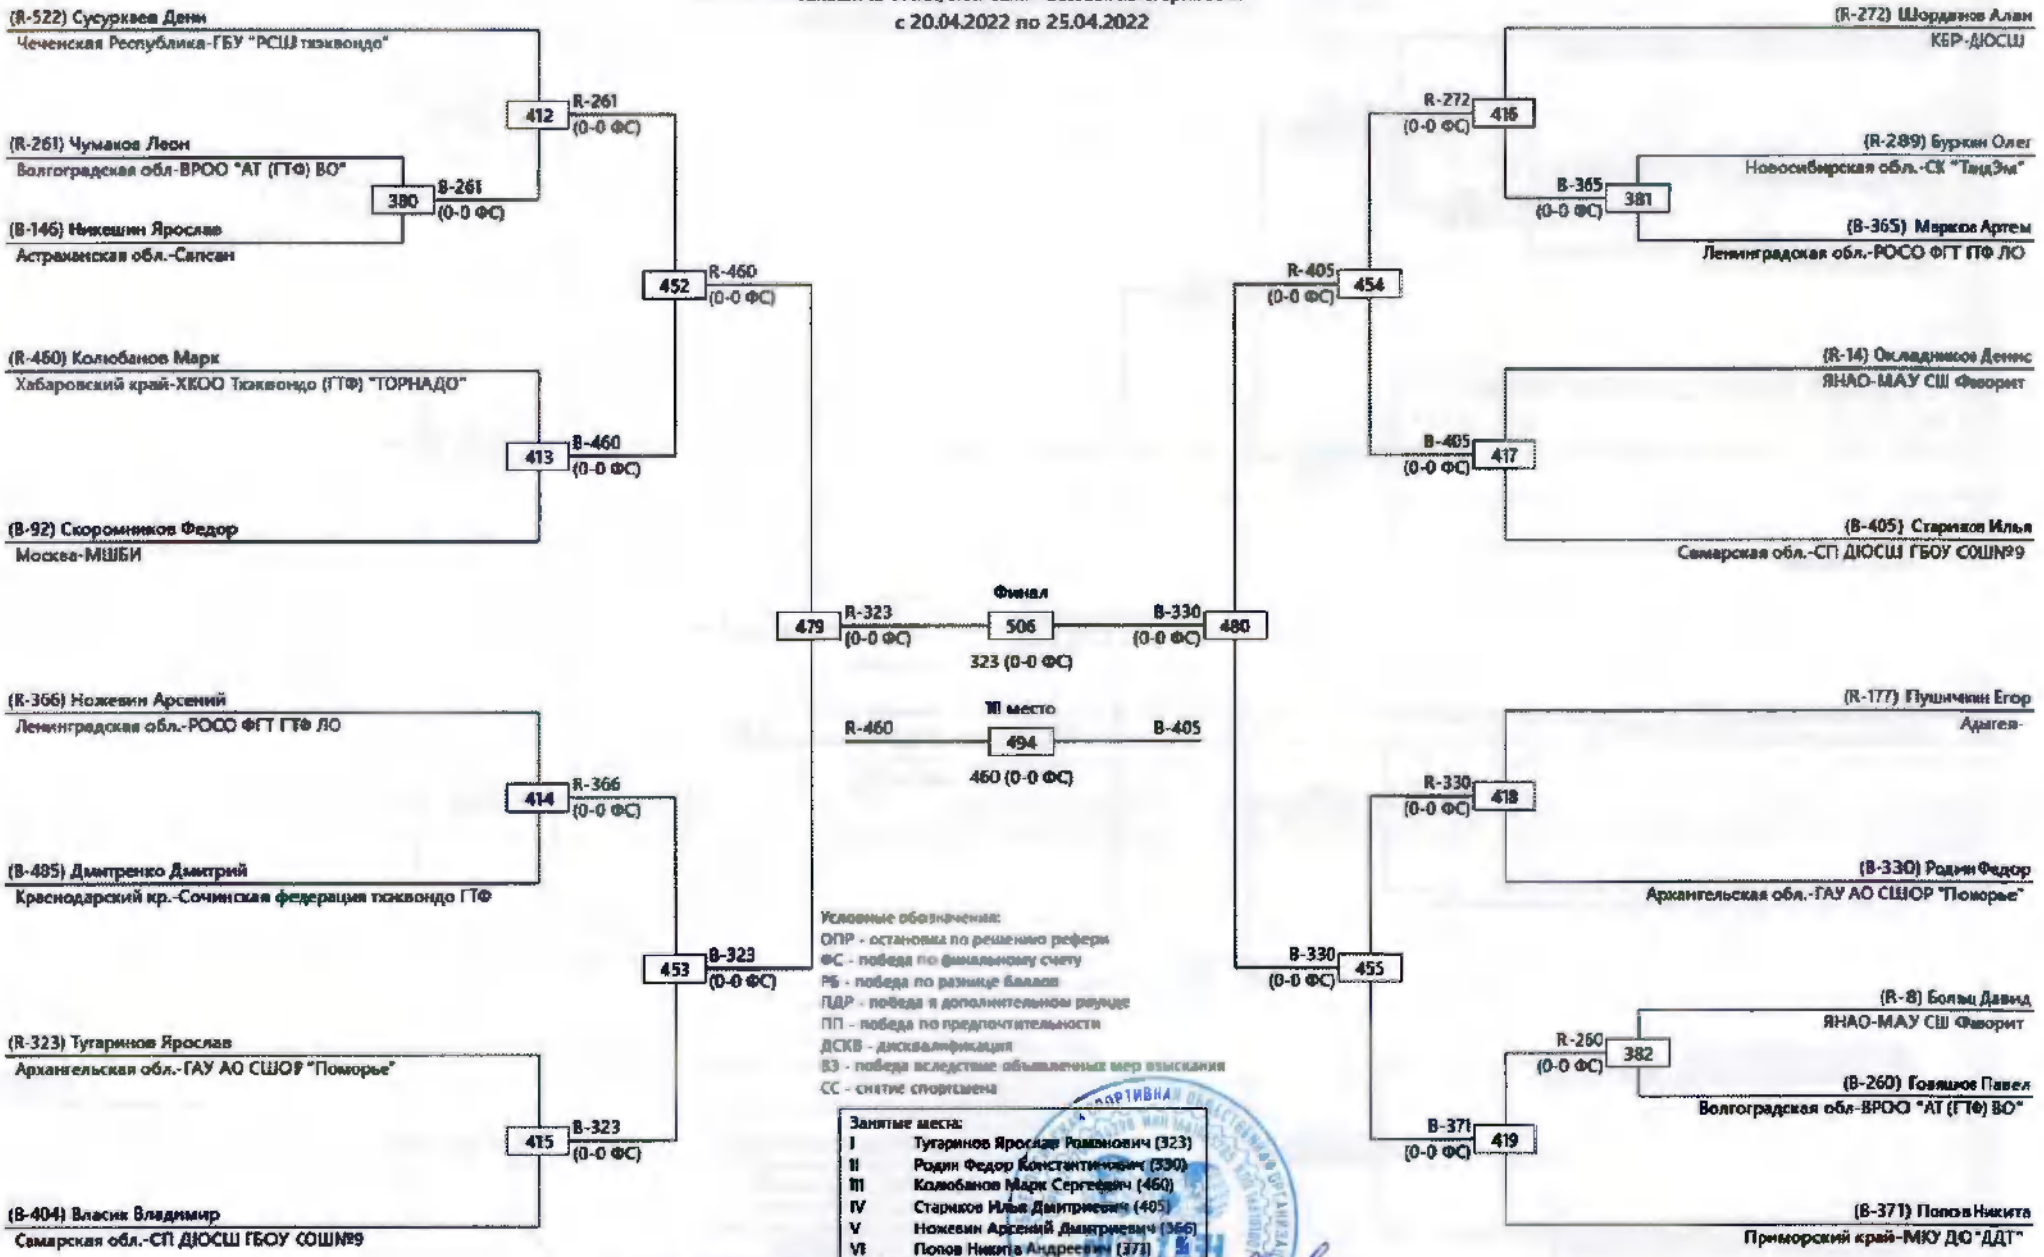 с 20.04.2022 по 25.04.2022
(R-522) Сусуркаев Дени
Чеченская Республика-ГБУ "РСШ тхэквондо"
412
R-261
(0-0 ФС)
(R-261) Чумаков Леон
Волгоградская обл-ВРОО "АТ (ГТФ) ВО"
380
B-261
(0-0 ФС)
(B-146) Никешин Ярослав
Астраханская обл.-Сапсан
452
R-460
(0-0 ФС)
(R-460) Колюбанов Марк
Хабаровский край-ХКОО Тхэквондо (ГТФ) "ТОРНАДО"
413
B-460
(0-0 ФС)
(B-92) Скоромников Федор
Москва-МШБИ
479
R-323
(0-0 ФС)
(R-366) Ножевин Арсений
Ленинградская обл.-РОСО ФГТ ГТФ ЛО
414
R-366
(0-0 ФС)
(B-485) Дмитренко Дмитрий
Краснодарский кр.-Сочинская федерация тхэквондо ГТФ
453
B-323
(0-0 ФС)
(R-323) Тугаринов Ярослав
Архангельская обл.-ГАУ АО СШОР "Поморье"
415
B-323
(0-0 ФС)
(B-404) Власик Владимир
Самарская обл.-СП ДЮСШ ГБОУ СОШ№9
Финал
506
323 (0-0 ФС)
III место
R-460
494
B-405
460 (0-0 ФС)
(R-272) Шорданов Алан
КБР-ДЮСШ
R-272
(0-0 ФС)
416
(R-289) Буркин Олег
Новосибирская обл.-СК "ТандЭм"
B-365
(0-0 ФС)
381
(B-365) Марков Артем
Ленинградская обл.-РОСО ФГТ ГТФ ЛО
R-405
(0-0 ФС)
454
(R-14) Окладников Денис
ЯНАО-МАУ СШ Фаворит
B-405
(0-0 ФС)
417
(B-405) Стариков Илья
Самарская обл.-СП ДЮСШ ГБОУ СОШ№9
B-330
(0-0 ФС)
480
(R-177) Пушичкин Егор
Адыгея-
R-330
(0-0 ФС)
418
(B-330) Родин Федор
Архангельская обл.-ГАУ АО СШОР "Поморье"
B-330
(0-0 ФС)
455
(R-8) Больц Давид
ЯНАО-МАУ СШ Фаворит
R-260
(0-0 ФС)
382
(B-260) Говяшов Павел
Волгоградская обл-ВРОО "АТ (ГТФ) ВО"
B-371
(0-0 ФС)
419
(B-371) Попов Никита
Приморский край-МКУ ДО "ДДТ"
Условные обозначения:
ОПР - остановка по решению рефери
ФС - победа по финальному счету
РБ - победа по разнице баллов
ПДР - победа в дополнительном раунде
ПП - победа по предпочтительности
ДСКВ - дисквалификация
ВЗ - победа вследствие объявленных мер взыскания
СС - снятие спортсмена
Занятые места:
I Тугаринов Ярослав Романович (323)
II Родин Федор Константинович (330)
III Колюбанов Марк Сергеевич (460)
IV Стариков Илья Дмитриевич (405)
V Ножевин Арсений Дмитриевич (366)
VI Попов Никита Андреевич (371)